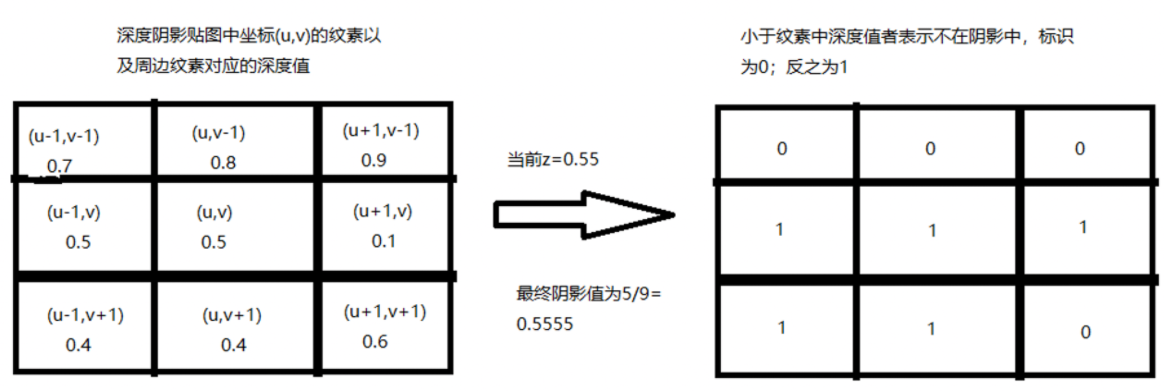 深度阴影贴图中坐标(u,v)的纹素以
及周边纹素对应的深度值
(u-1,v-1)
0.7
(u,v-1)
0.8
(u+1,v-1)
0.9
(u-1,v)
0.5
(u,v)
0.5
(u+1,v)
0.1
(u-1,v+1)
0.4
(u,v+1)
0.4
(u+1,v+1)
0.6
当前z=0.55
最终阴影值为5/9=
0.5555
小于纹素中深度值者表示不在阴影中，标识
为0；反之为1
0 0 0
1 1 1
1 1 0